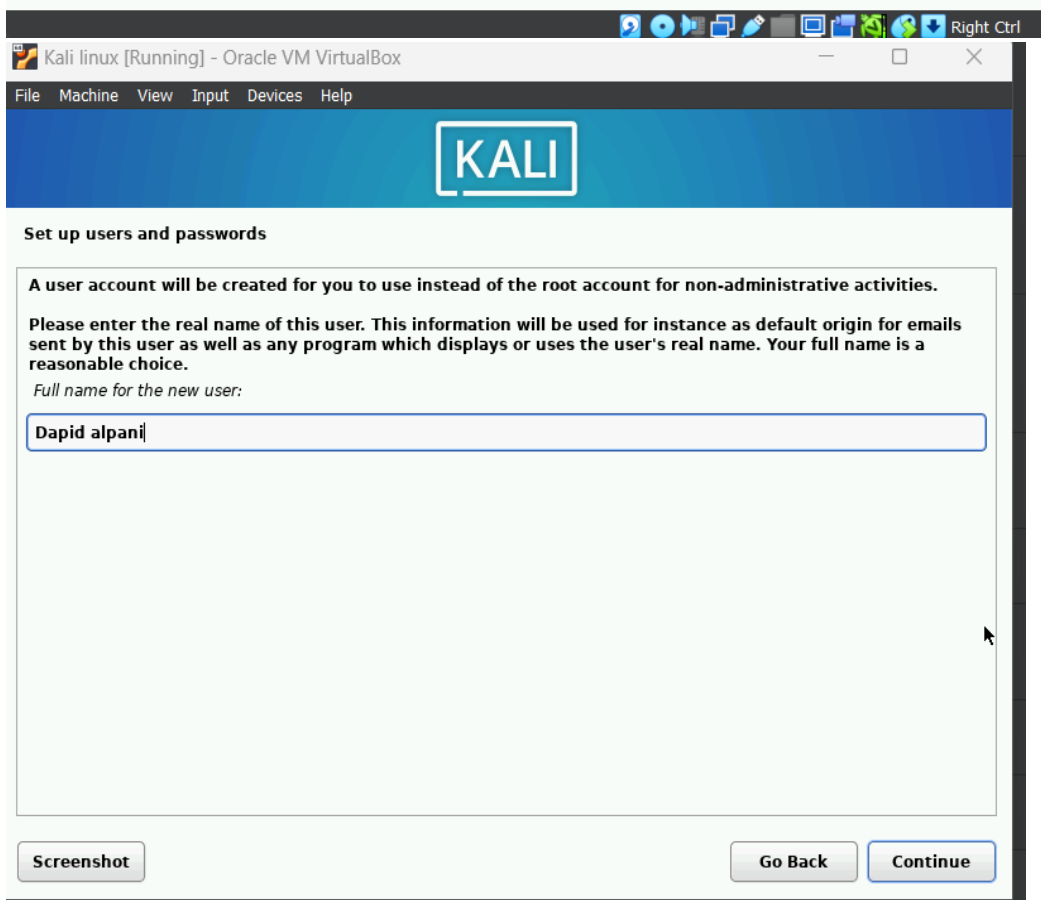 Right Ctrl
Kali linux [Running] - Oracle VM VirtualBox
File Machine View Input Devices Help
KALI
Set up users and passwords
A user account will be created for you to use instead of the root account for non-administrative activities.
Please enter the real name of this user. This information will be used for instance as default origin for emails
sent by this user as well as any program which displays or uses the user's real name. Your full name is a
reasonable choice.
Full name for the new user:
Dapid alpani
Screenshot
Go Back
Continue